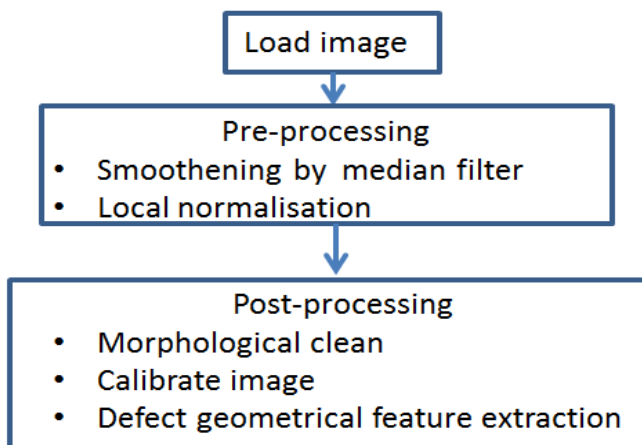 Load image
Pre-processing
• Smoothening by median filter
• Local normalisation
Post-processing
• Morphological clean
• Calibrate image
• Defect geometrical feature extraction